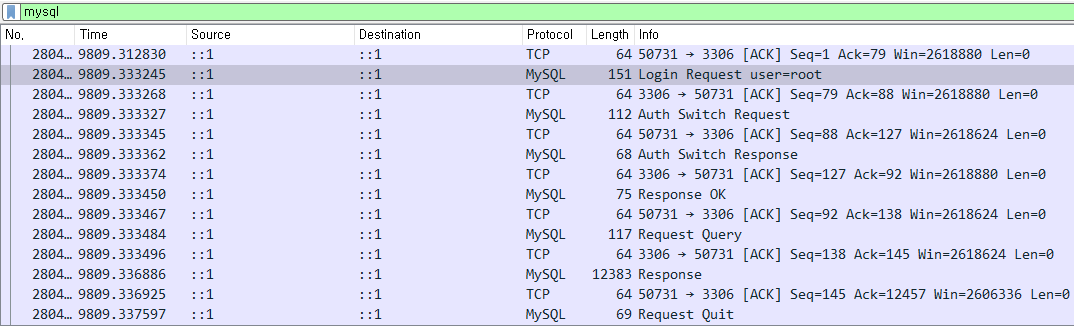 mysql
No. Time Source Destination Protocol Length Info
2804… 9809.312830 ::1 ::1 TCP 64 50731 → 3306 [ACK] Seq=1 Ack=79 Win=2618880 Len=0
2804… 9809.333245 ::1 ::1 MySQL 151 Login Request user=root
2804… 9809.333268 ::1 ::1 TCP 64 3306 → 50731 [ACK] Seq=79 Ack=88 Win=2618880 Len=0
2804… 9809.333327 ::1 ::1 MySQL 112 Auth Switch Request
2804… 9809.333345 ::1 ::1 TCP 64 50731 → 3306 [ACK] Seq=88 Ack=127 Win=2618624 Len=0
2804… 9809.333362 ::1 ::1 MySQL 68 Auth Switch Response
2804… 9809.333374 ::1 ::1 TCP 64 3306 → 50731 [ACK] Seq=127 Ack=92 Win=2618880 Len=0
2804… 9809.333450 ::1 ::1 MySQL 75 Response OK
2804… 9809.333467 ::1 ::1 TCP 64 50731 → 3306 [ACK] Seq=92 Ack=138 Win=2618624 Len=0
2804… 9809.333484 ::1 ::1 MySQL 117 Request Query
2804… 9809.333496 ::1 ::1 TCP 64 3306 → 50731 [ACK] Seq=138 Ack=145 Win=2618624 Len=0
2804… 9809.336886 ::1 ::1 MySQL 12383 Response
2804… 9809.336925 ::1 ::1 TCP 64 50731 → 3306 [ACK] Seq=145 Ack=12457 Win=2606336 Len=0
2804… 9809.337597 ::1 ::1 MySQL 69 Request Quit